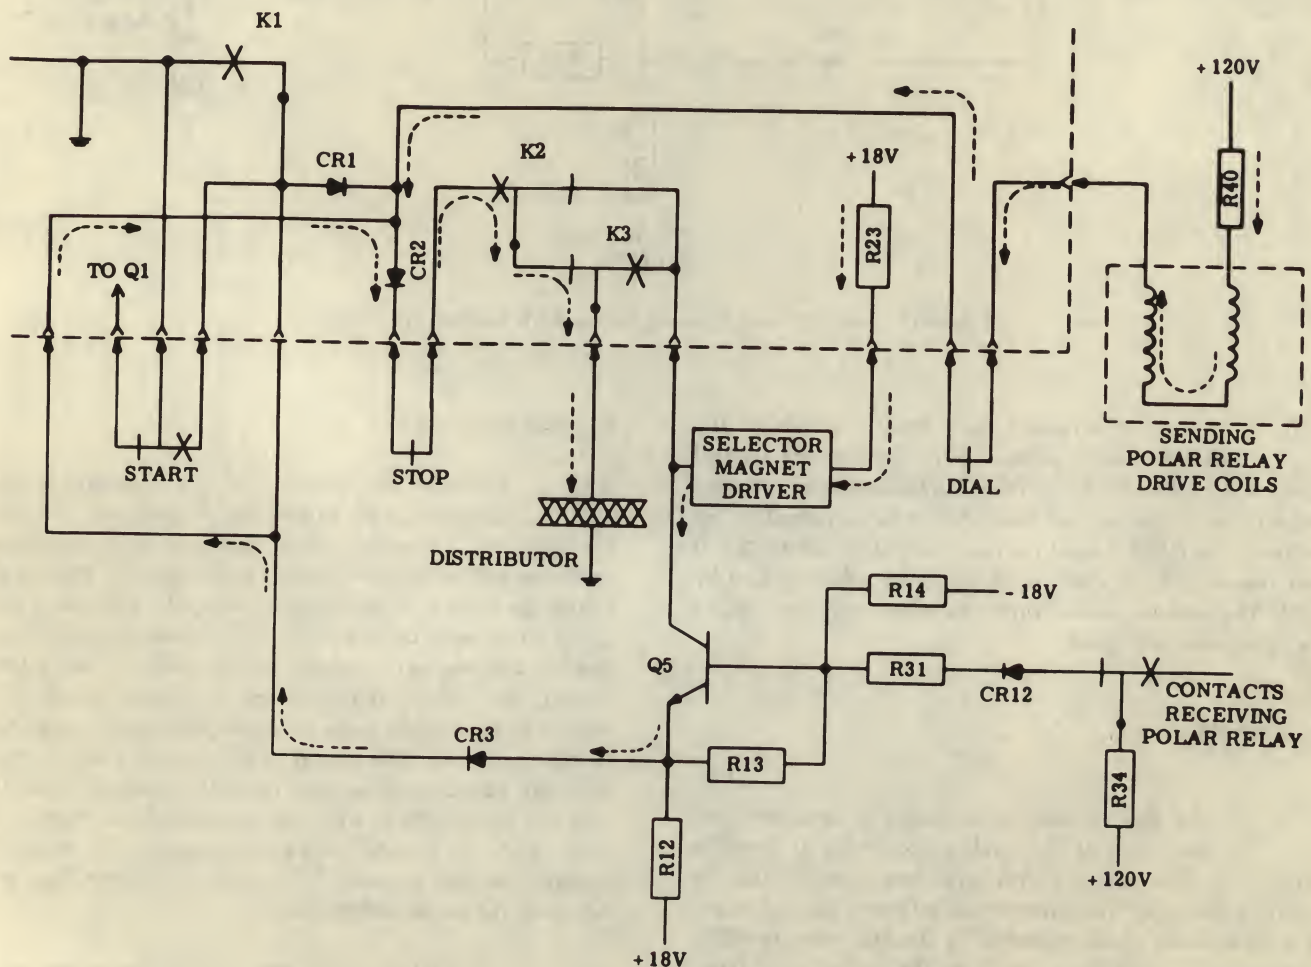 K1
+ 120V
CR1
K2
+ 18V
R40
R23
K3
TO Q1
CR2
START
STOP
SELECTOR
MAGNET
DRIVER
DIAL
SENDING
POLAR RELAY
DRIVE COILS
DISTRIBUTOR
R14
- 18V
Q5
R31
CR12
CONTACTS
RECEIVING
POLAR RELAY
CR3
R13
R34
R12
+ 120V
+ 18V